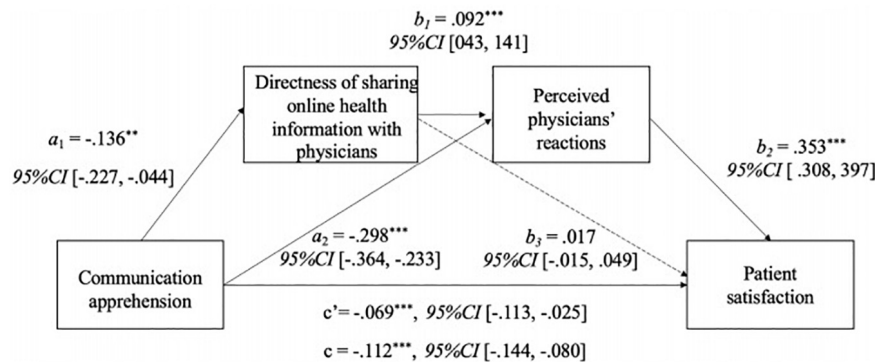 b1 = .092***
95%CI [043, 141]
Directness of sharing
online health
information with
physicians
Perceived
physicians'
reactions
a1 = -.136**
95%CI [-.227, -.044]
b2 = .353***
95%CI [ .308, 397]
a2 = -.298***
95%CI [-.364, -.233]
b3 = .017
95%CI [-.015, .049]
Communication
apprehension
Patient
satisfaction
c'= -.069***, 95%CI [-.113, -.025]
c = -.112***, 95%CI [-.144, -.080]